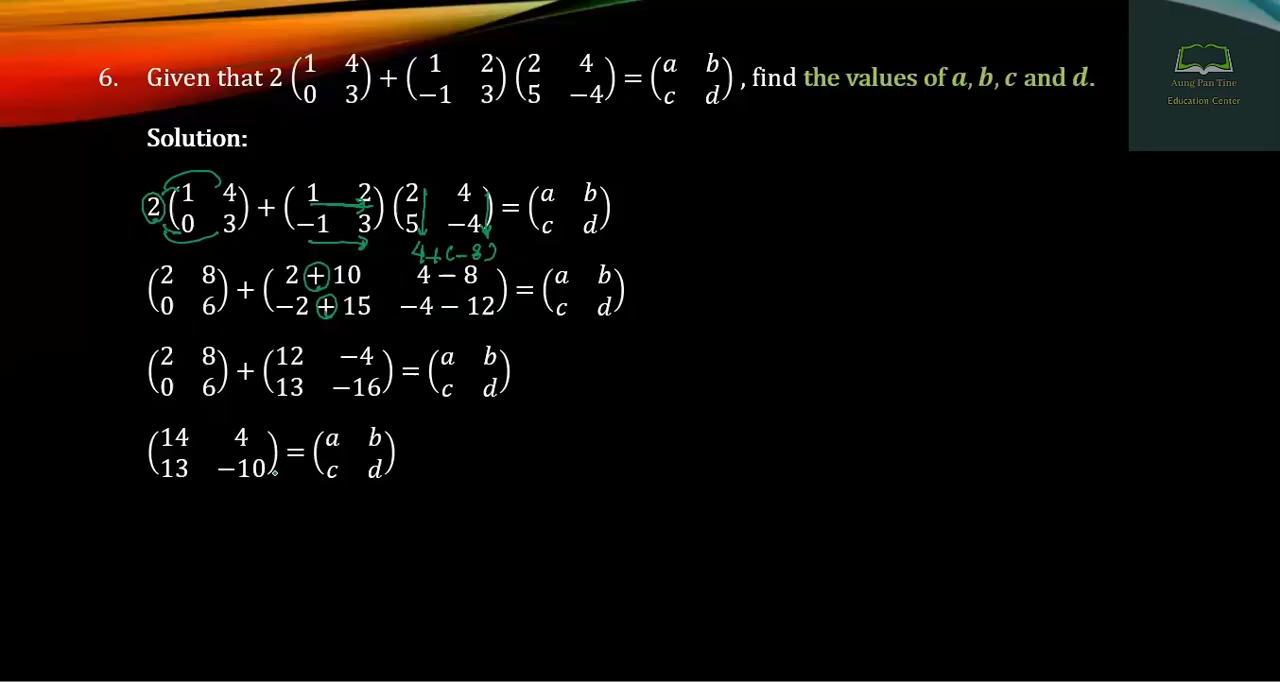 6. Given that 2 (1 4 0 3) + (1 2 −1 3) (2 4 5 −4) = (a b c d), find the values of a, b, c and d.
Aung Pan Tine
Education Center
Solution:
2 (1 4 0 3) + (1 2 −1 3) (2 4 5 −4) = (a b c d)
4+(−8)
(2 8 0 6) + (2 + 10 4 − 8 −2 + 15 −4 − 12) = (a b c d)
(2 8 0 6) + (12 −4 13 −16) = (a b c d)
(14 4 13 −10) = (a b c d)